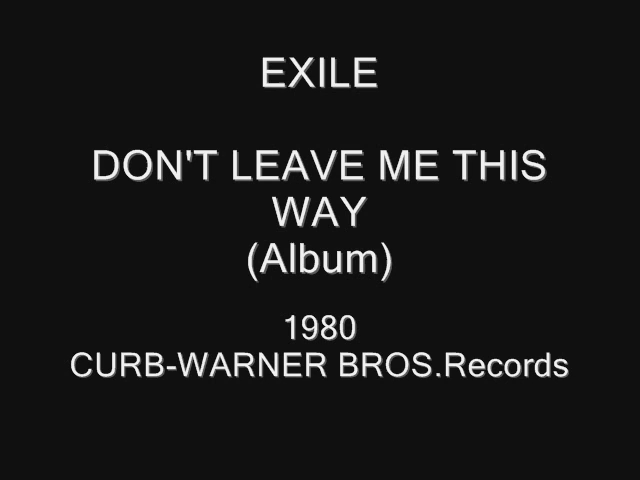 EXILE
DON'T LEAVE ME THIS
WAY
(Album)
1980
CURB-WARNER BROS.Records